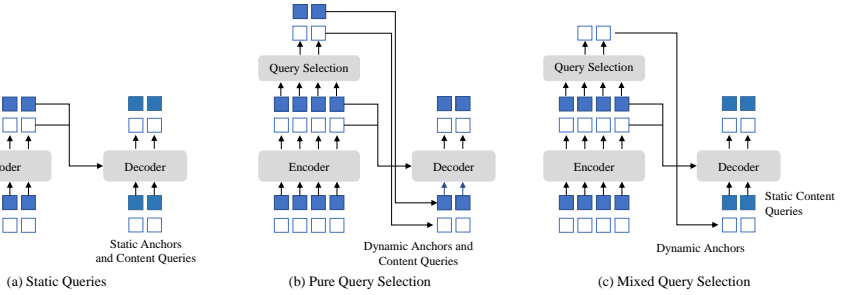 Query Selection
Query Selection
oder
Decoder
Encoder
Decoder
Encoder
Decoder
Static Content
Queries
Static Anchors
and Content Queries
Dynamic Anchors and
Content Queries
Dynamic Anchors
(a) Static Queries
(b) Pure Query Selection
(c) Mixed Query Selection